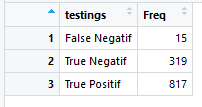 testings Freq
1 False Negatif 15
2 True Negatif 319
3 True Positif 817